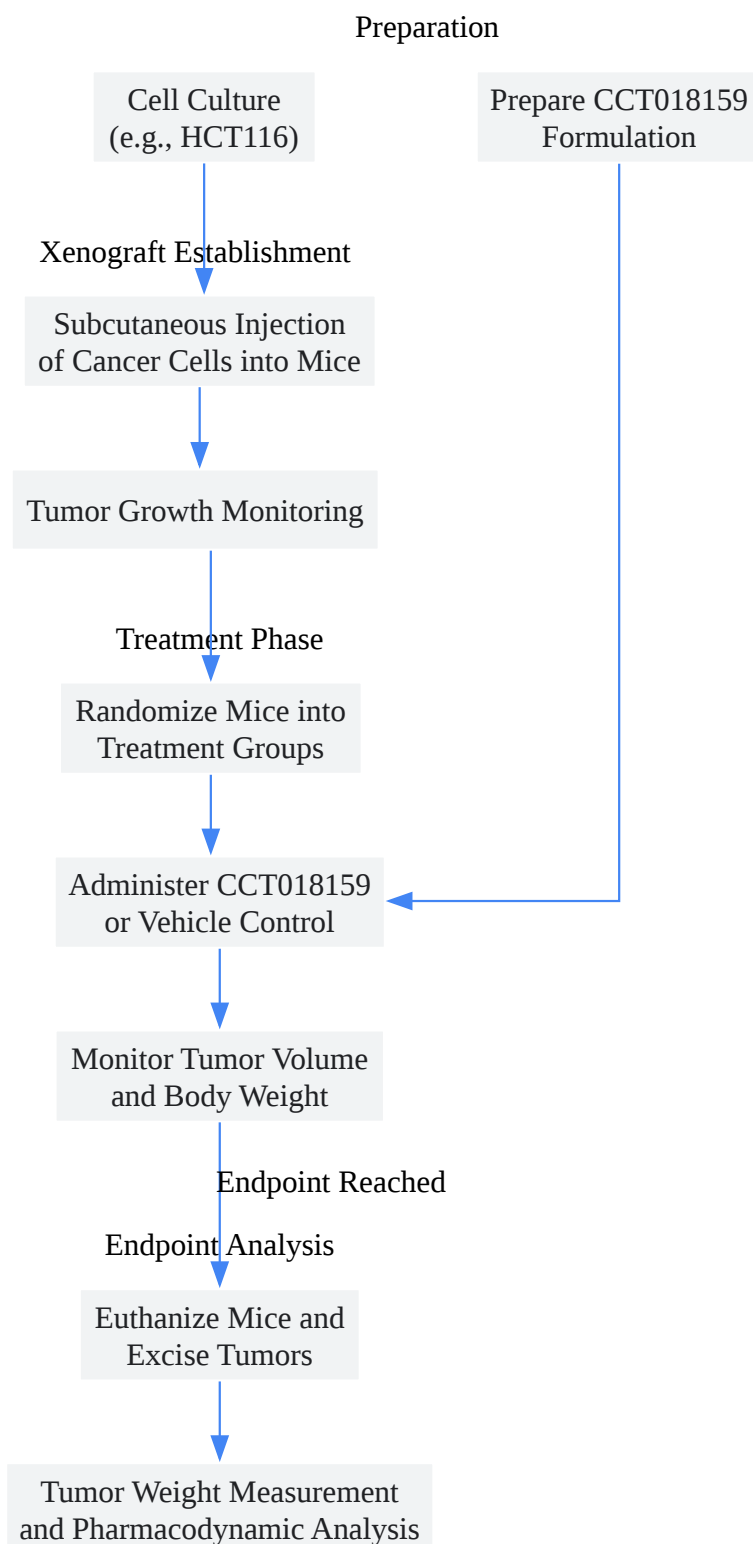 Preparation
Cell Culture
(e.g., HCT116)
Prepare CCT018159
Formulation
Xenograft Establishment
Subcutaneous Injection
of Cancer Cells into Mice
Tumor Growth Monitoring
Treatment Phase
Randomize Mice into
Treatment Groups
Administer CCT018159
or Vehicle Control
Monitor Tumor Volume
and Body Weight
Endpoint Reached
Endpoint Analysis
Euthanize Mice and
Excise Tumors
Tumor Weight Measurement
and Pharmacodynamic Analysis